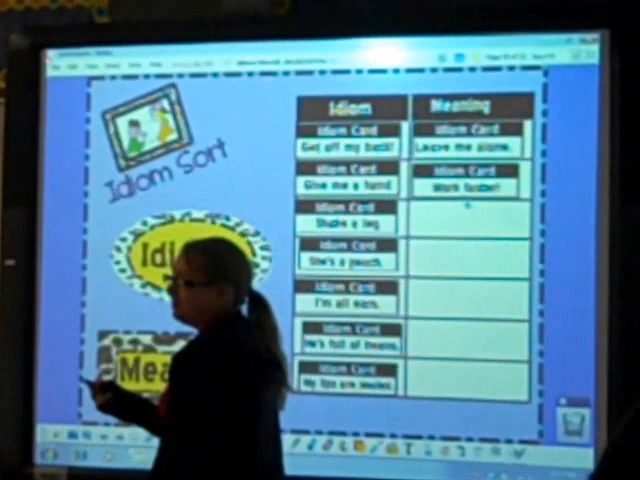 Idiom Sort
Idi
Mea
Idiom Meaning
Idiom Card Idiom Card
Get off my back! Leave me alone.
Idiom Card Idiom Card
Give me a hand Work faster!
Idiom Card
Shake a leg
Idiom Card
She's a peach.
Idiom Card
I'm all ears.
Idiom Card
He's full of beans.
Idiom Card
My lips are sealed.